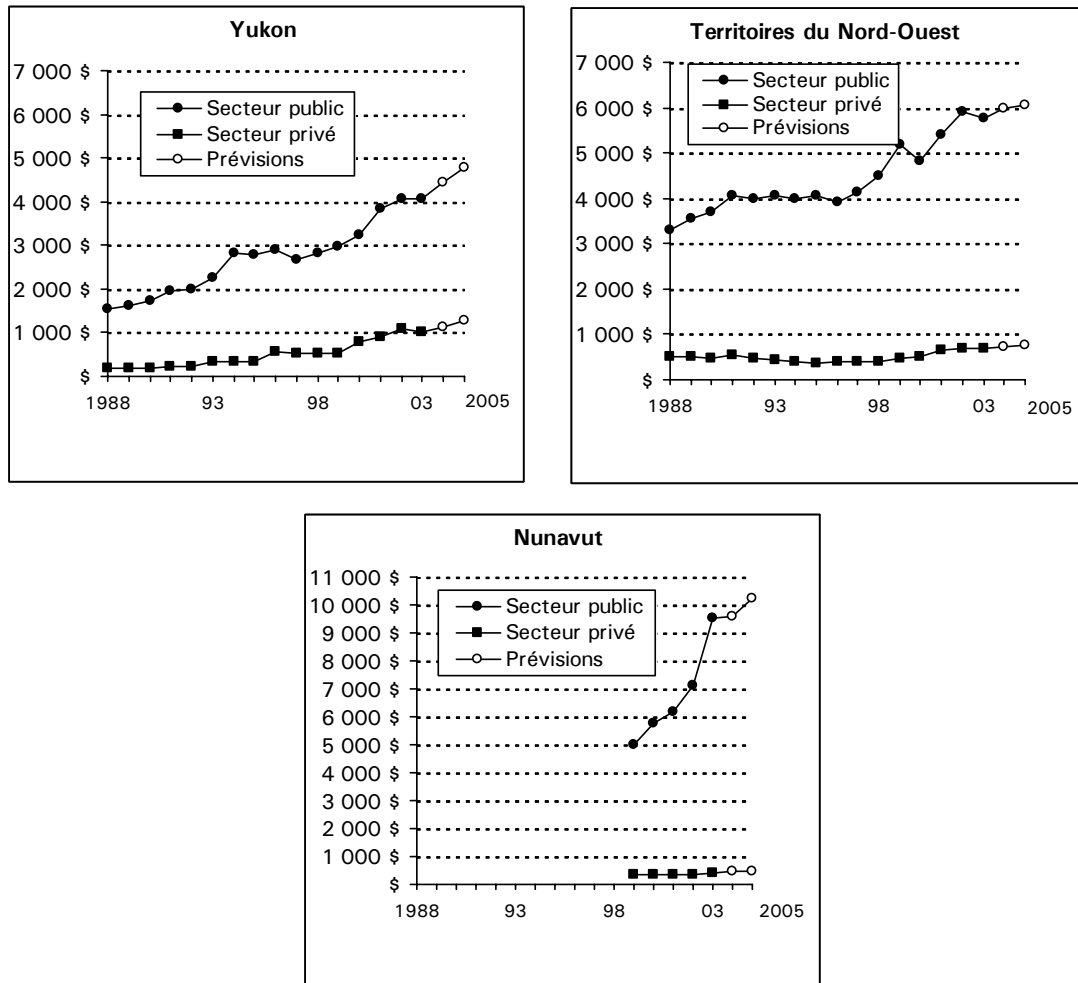 Yukon
7 000 $
6 000 $
5 000 $
4 000 $
3 000 $
2 000 $
1 000 $
$
Secteur public
Secteur privé
Prévisions
1988 93 98 03 2005
Territoires du Nord-Ouest
7 000 $
6 000 $
5 000 $
4 000 $
3 000 $
2 000 $
1 000 $
$
Secteur public
Secteur privé
Prévisions
1988 93 98 03 2005
Nunavut
11 000 $
10 000 $
9 000 $
8 000 $
7 000 $
6 000 $
5 000 $
4 000 $
3 000 $
2 000 $
1 000 $
$
Secteur public
Secteur privé
Prévisions
1988 93 98 03 2005